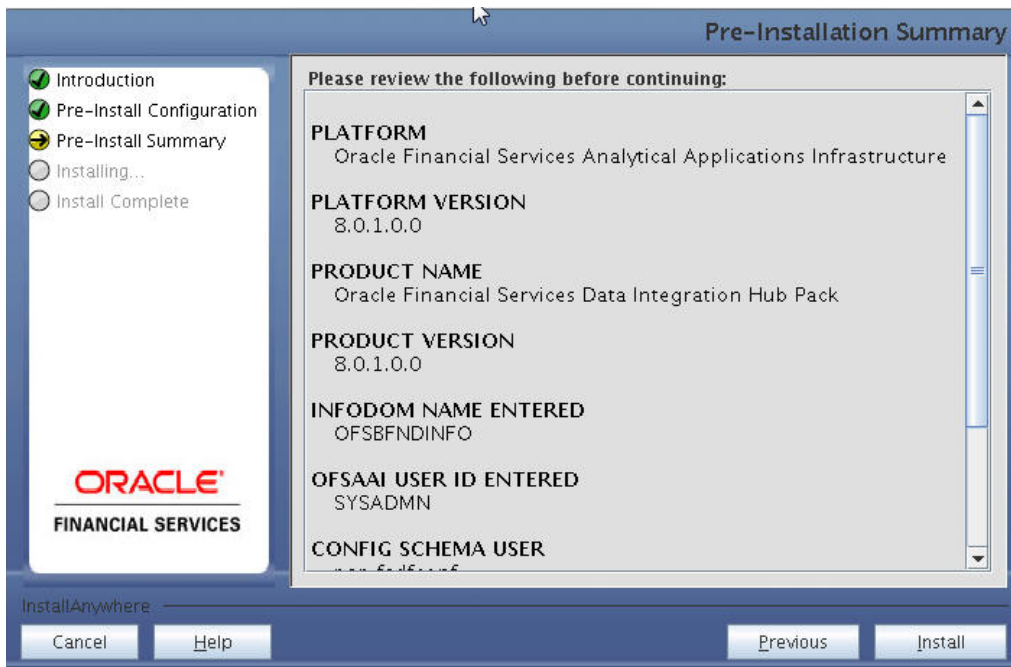 Pre-Installation Summary
Introduction
Pre-Install Configuration
Pre-Install Summary
Installing...
Install Complete
ORACLE
FINANCIAL SERVICES
Please review the following before continuing:
PLATFORM
Oracle Financial Services Analytical Applications Infrastructure
PLATFORM VERSION
8.0.1.0.0
PRODUCT NAME
Oracle Financial Services Data Integration Hub Pack
PRODUCT VERSION
8.0.1.0.0
INFODOM NAME ENTERED
OFSBFNDINFO
OFSAAI USER ID ENTERED
SYSADMN
CONFIG SCHEMA USER
InstallAnywhere
Cancel
Help
Previous
Install